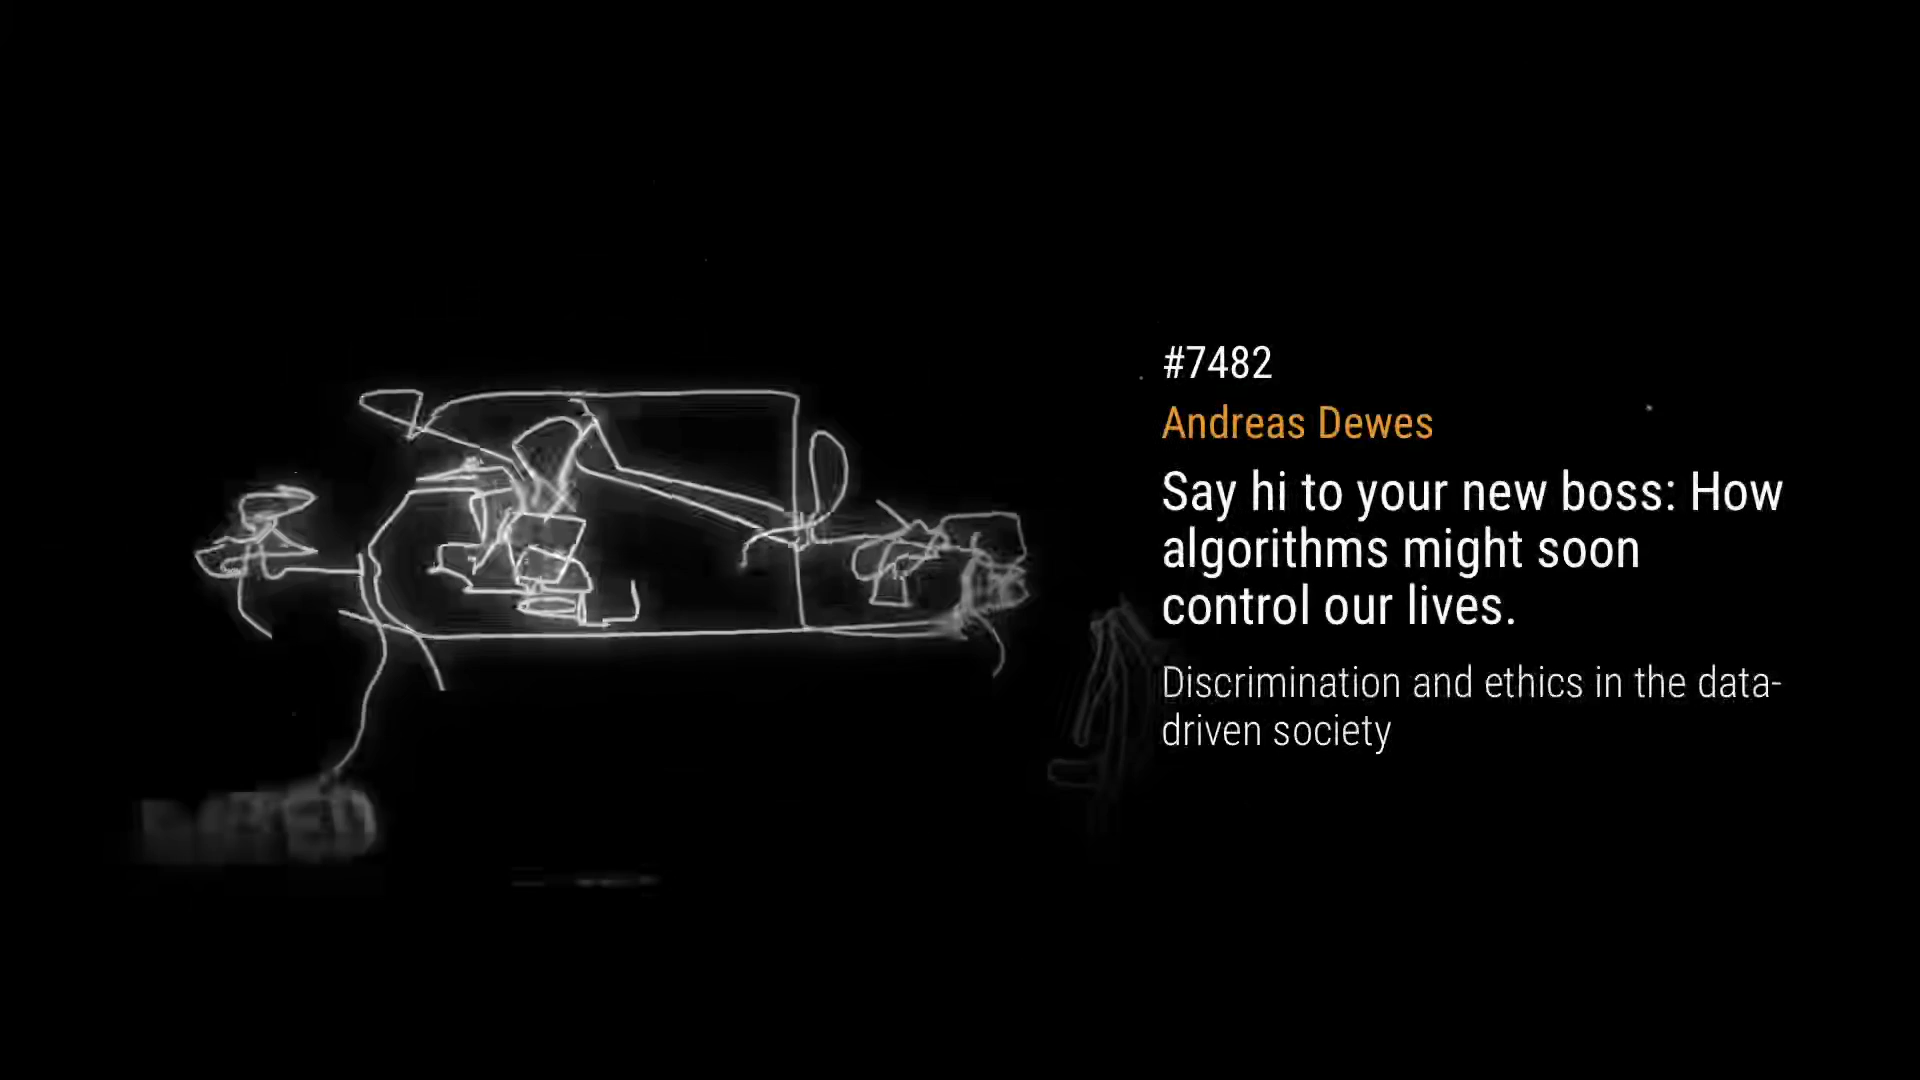 #7482
Andreas Dewes
Say hi to your new boss: How
algorithms might soon
control our lives.
Discrimination and ethics in the data-
driven society